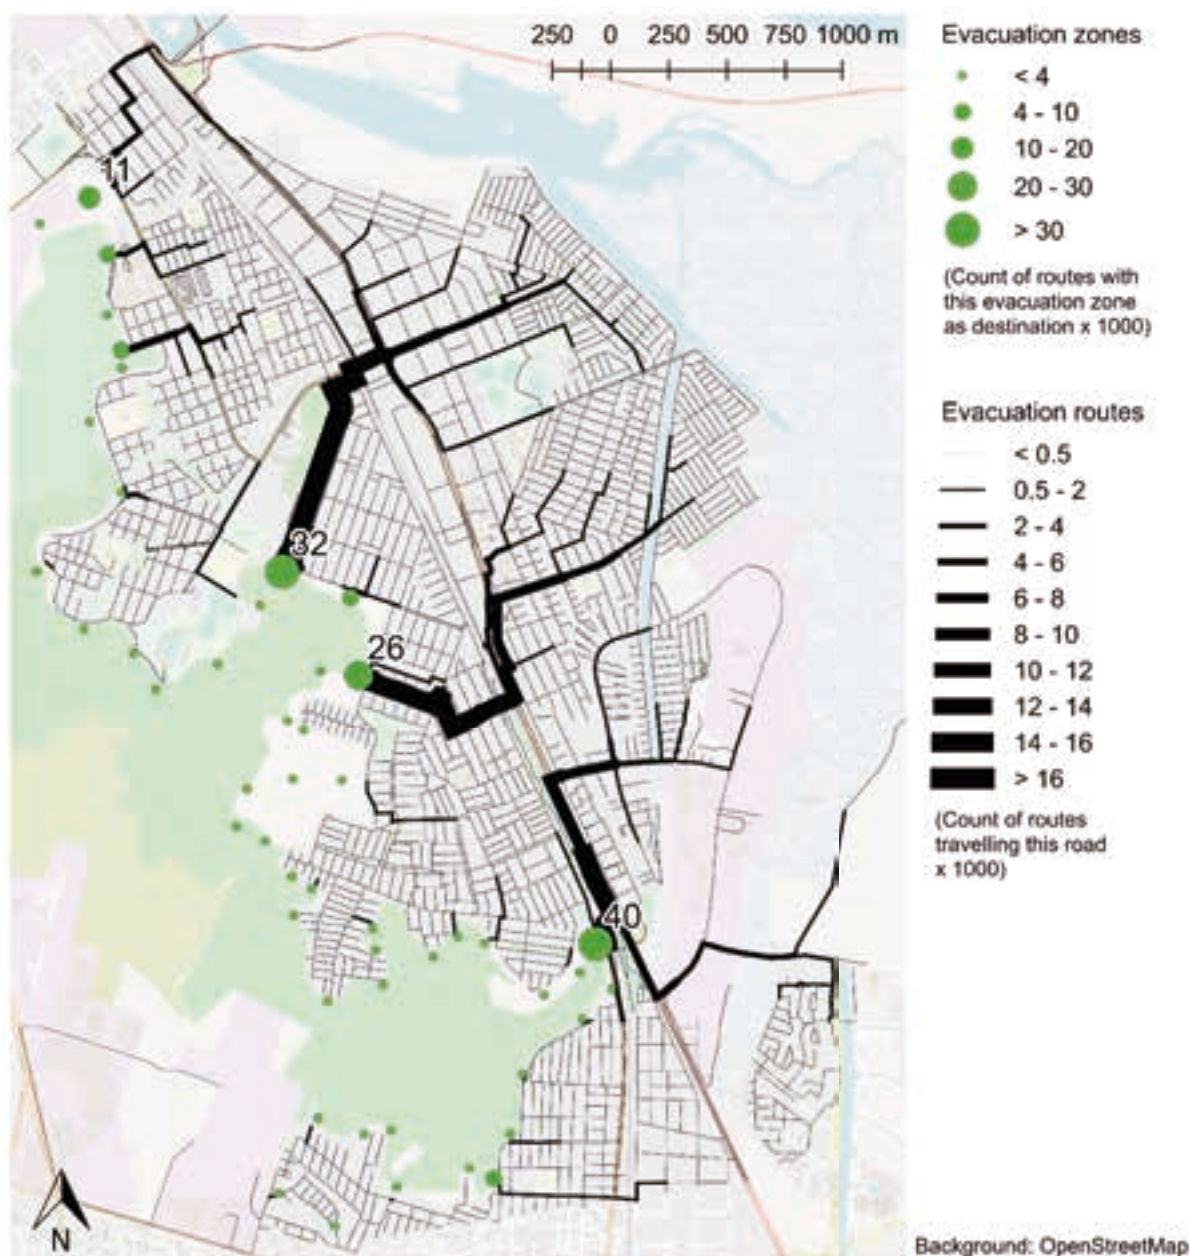 250 0 250 500 750 1000 m
11
32
26
40
N
Evacuation zones
< 4
4 - 10
10 - 20
20 - 30
> 30
(Count of routes with
this evacuation zone
as destination x 1000)
Evacuation routes
< 0.5
0.5 - 2
2 - 4
4 - 6
6 - 8
8 - 10
10 - 12
12 - 14
14 - 16
> 16
(Count of routes
travelling this road
x 1000)
Background: OpenStreetMap